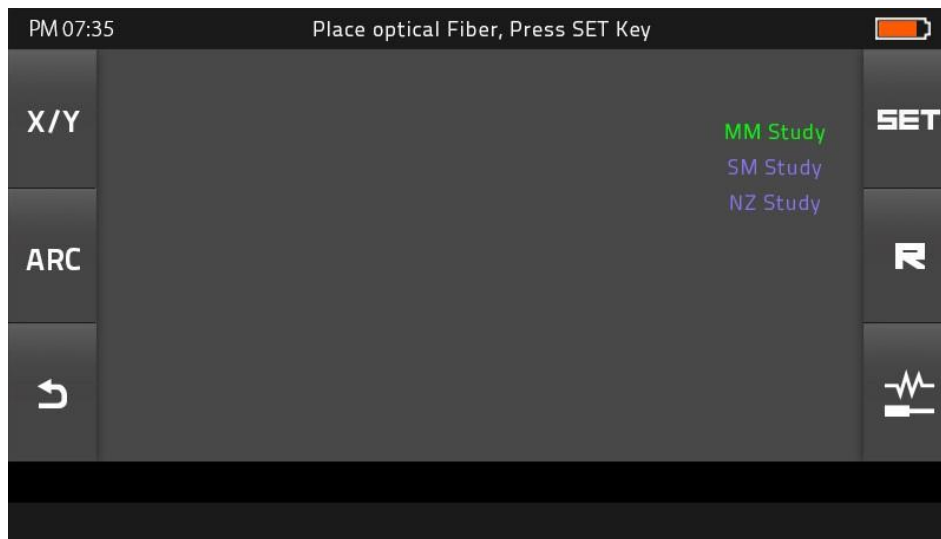 PM 07:35
Place optical Fiber, Press SET Key
X/Y
SET
MM Study
SM Study
NZ Study
ARC
R